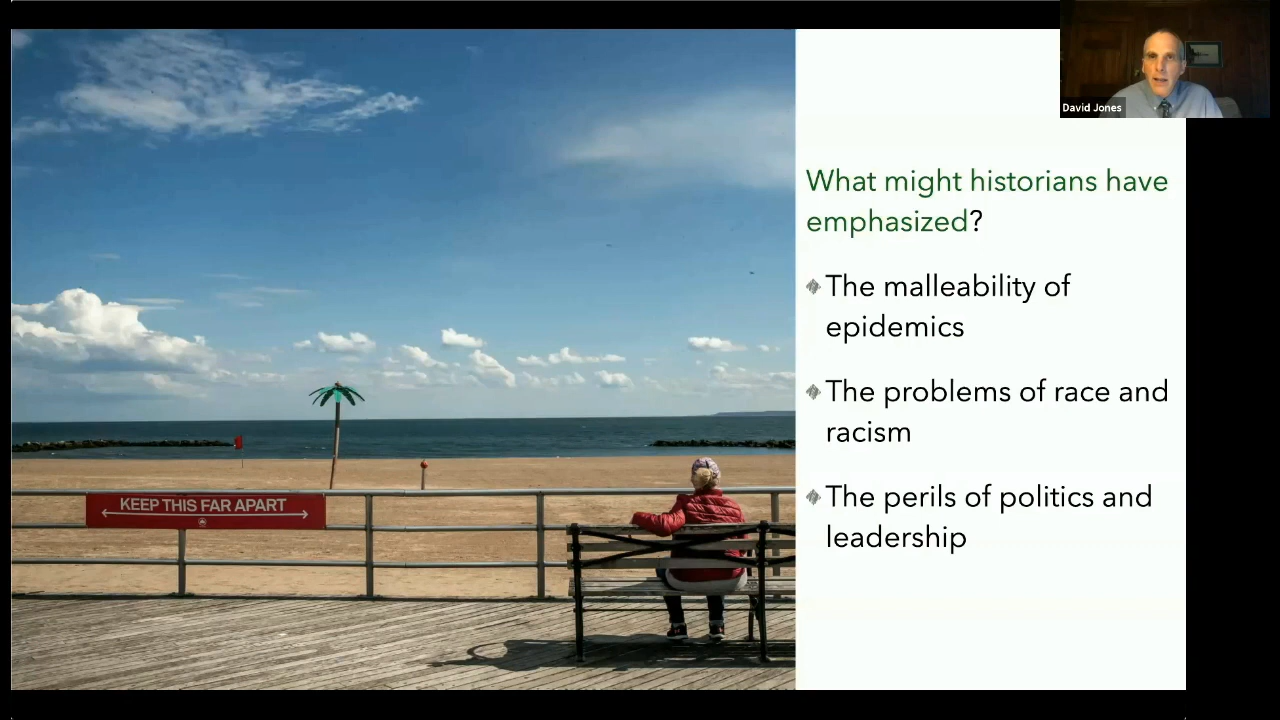 David Jones
What might historians have
emphasized?
The malleability of
epidemics
The problems of race and
racism
The perils of politics and
leadership
KEEP THIS FAR APART